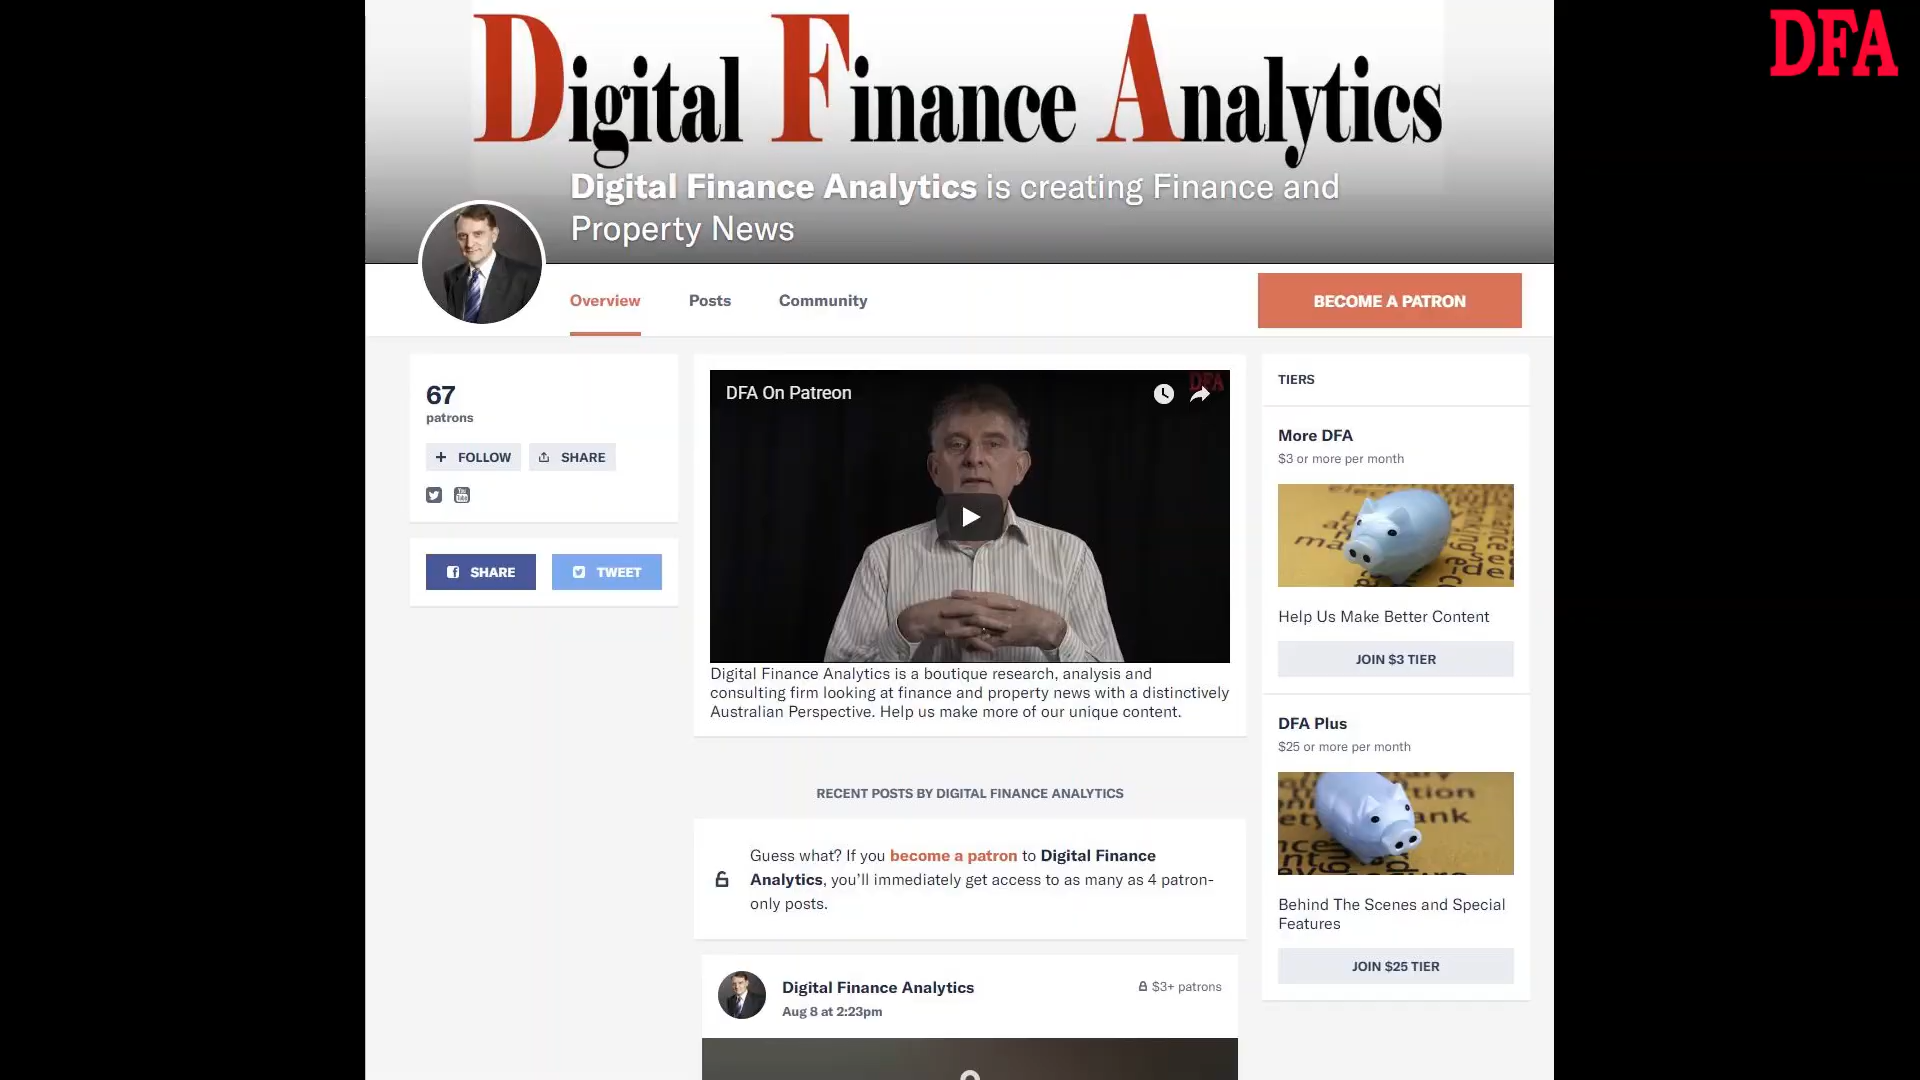 DFA
Digital Finance Analytics
Digital Finance Analytics is creating Finance and
Property News
Overview
Posts
Community
BECOME A PATRON
67
patrons
FOLLOW
SHARE
SHARE
TWEET
DFA On Patreon
DFA
Digital Finance Analytics is a boutique research, analysis and
consulting firm looking at finance and property news with a distinctively
Australian Perspective. Help us make more of our unique content.
RECENT POSTS BY DIGITAL FINANCE ANALYTICS
Guess what? If you become a patron to Digital Finance
Analytics, you'll immediately get access to as many as 4 patron-
only posts.
Digital Finance Analytics
Aug 8 at 2:23pm
$3+ patrons
TIERS
More DFA
$3 or more per month
Help Us Make Better Content
JOIN $3 TIER
DFA Plus
$25 or more per month
Behind The Scenes and Special
Features
JOIN $25 TIER